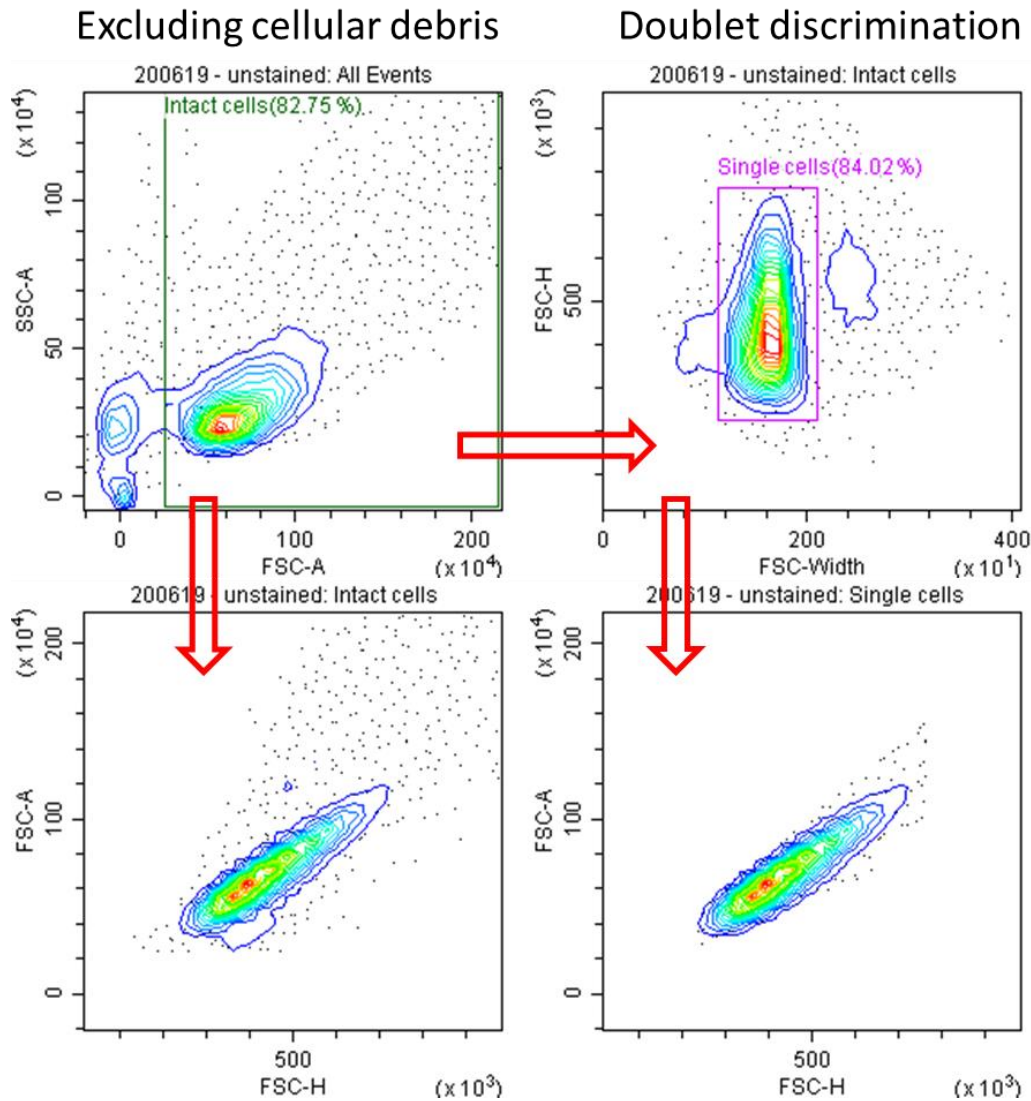 Excluding cellular debris
Doublet discrimination
200619 - unstained: All Events
Intact cells(82.75 %)
(x 10⁴)
SSC-A
100
50
0
0
100
200
FSC-A
(x 10⁴)
200619 - unstained: Intact cells
Single cells(84.02 %)
(x 10³)
FSC-H
500
0
200
400
FSC-Width
(x 10¹)
200619 - unstained: Intact cells
(x 10⁴)
200
FSC-A
100
0
500
FSC-H
(x 10³)
200619 - unstained: Single cells
(x 10⁴)
200
FSC-A
100
0
500
FSC-H
(x 10³)